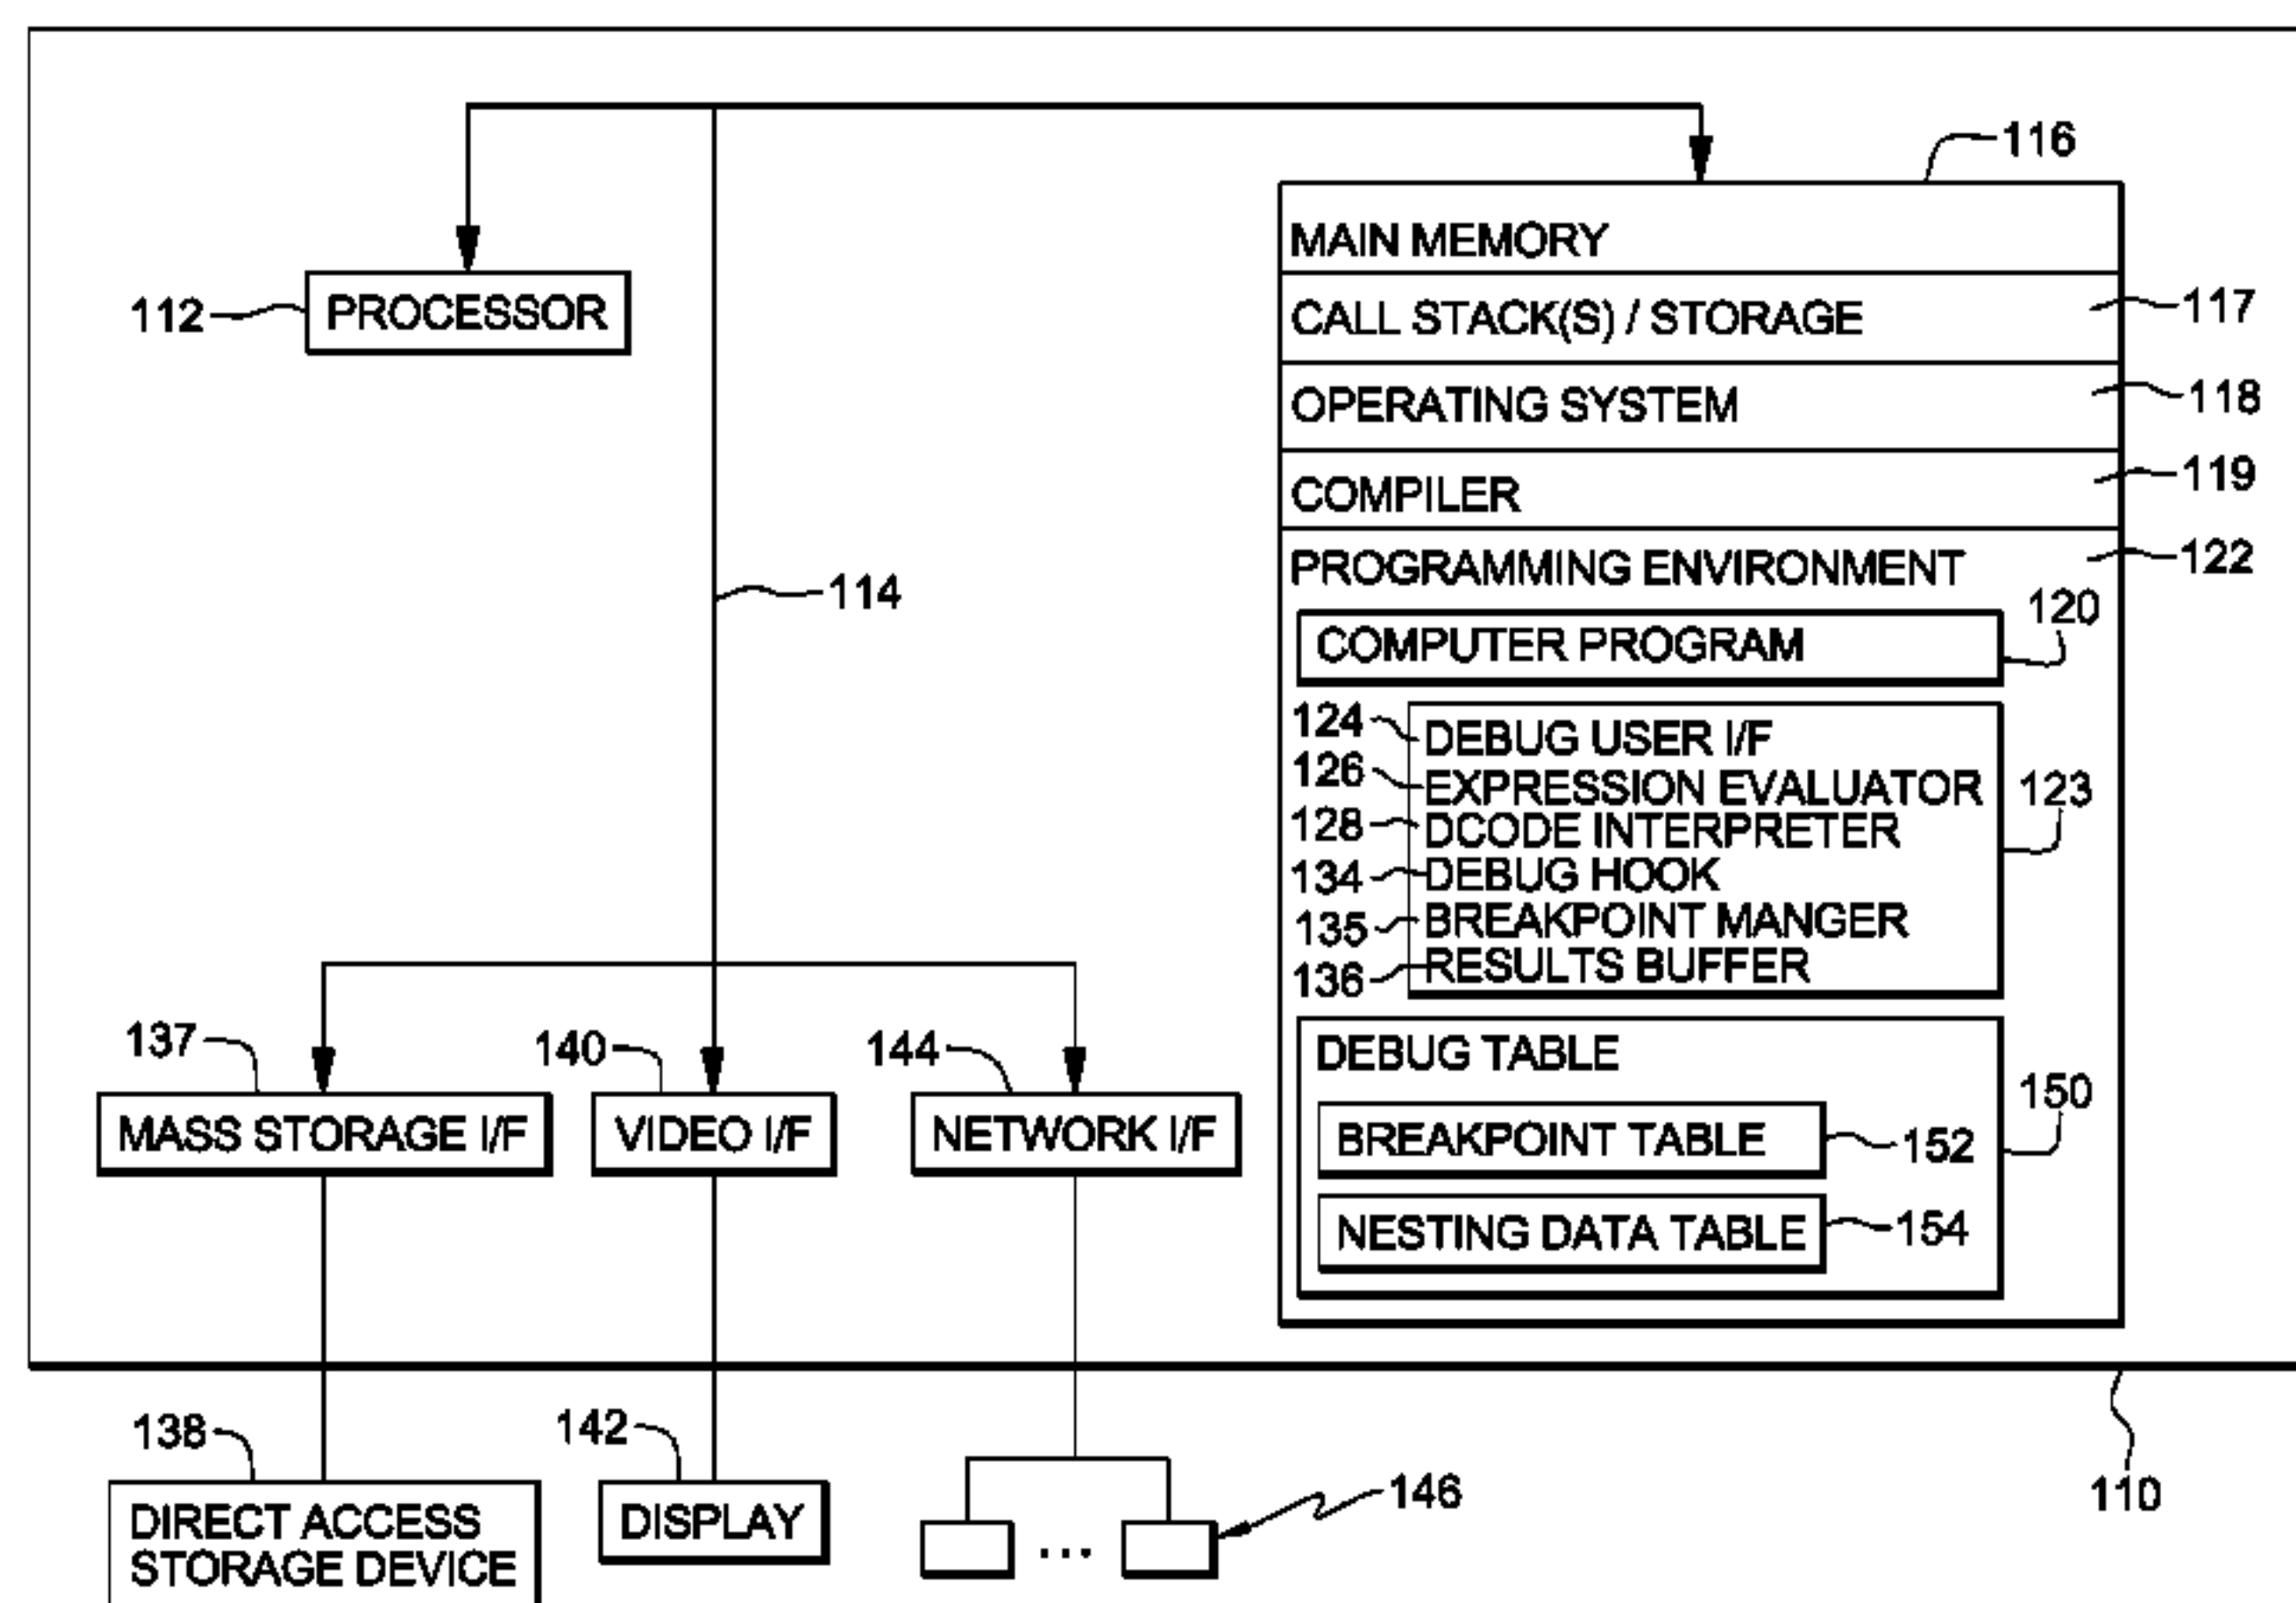 116
MAIN MEMORY
112
PROCESSOR
CALL STACK(S) / STORAGE
117
OPERATING SYSTEM
118
COMPILER
119
PROGRAMMING ENVIRONMENT
122
114
120
COMPUTER PROGRAM
124
DEBUG USER I/F
126
EXPRESSION EVALUATOR
123
128
DCODE INTERPRETER
134
DEBUG HOOK
135
BREAKPOINT MANGER
136
RESULTS BUFFER
137
140
144
DEBUG TABLE
150
MASS STORAGE I/F
VIDEO I/F
NETWORK I/F
BREAKPOINT TABLE
152
NESTING DATA TABLE
154
138
142
146
110
DIRECT ACCESS
STORAGE DEVICE
DISPLAY
...